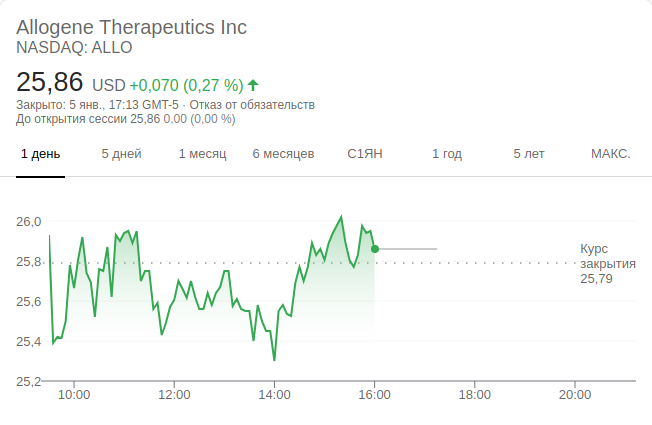 Allogene Therapeutics Inc
NASDAQ: ALLO
25,86 USD +0,070 (0,27 %)
Закрыто: 5 янв., 17:13 GMT-5 · Отказ от обязательств
До открытия сессии 25,86 0,00 (0,00 %)
1 день 5 дней 1 месяц 6 месяцев С1ЯН 1 год 5 лет МАКС.
26,0
25,8
25,6
25,4
25,2
Курс
закрытия
25,79
10:00 12:00 14:00 16:00 18:00 20:00